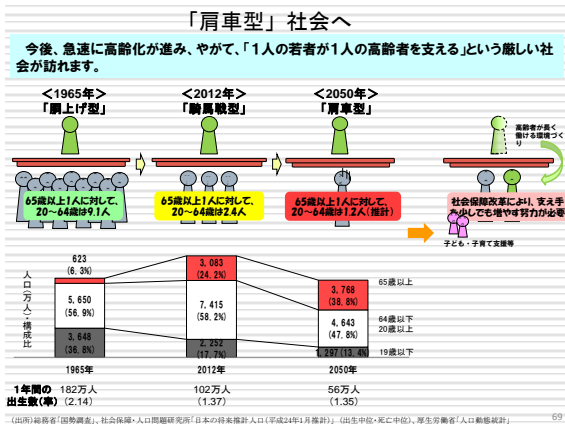 「肩車型」社会へ
今後、急速に高齢化が進み、やがて、「1人の若者が1人の高齢者を支える」という厳しい社
会が訪れます。
＜1965年＞
「胴上げ型」
＜2012年＞
「騎馬戦型」
＜2050年＞
「肩車型」
高齢者が長く
働ける環境づく
り
65歳以上1人に対して、
20～64歳は9.1人
65歳以上1人に対して、
20～64歳は2.4人
65歳以上1人に対して、
20～64歳は1.2人(推計)
社会保障改革により、支え手
を少しでも増やす努力が必要
子ども・子育て支援等
人口(万人)・構成比
623
(6.3%)
5,650
(56.9%)
3,648
(36.8%)
3,083
(24.2%)
7,415
(58.2%)
2,252
(17.7%)
3,768
(38.8%)
4,643
(47.8%)
1,297(13.4%)
65歳以上
64歳以下
20歳以上
19歳以下
1965年
2012年
2050年
1年間の
出生数(率)
182万人
(2.14)
102万人
(1.37)
56万人
(1.35)
(出所)総務省「国勢調査」、社会保障・人口問題研究所「日本の将来推計人口(平成24年1月推計)」(出生中位・死亡中位)、厚生労働省「人口動態統計」
69